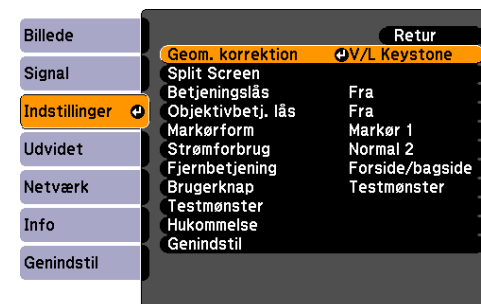 Billede
Signal
Indstillinger
Udvidet
Netværk
Info
Genindstil
Retur
Geom. korrektion V/L Keystone
Split Screen
Betjeningslås Fra
Objektivbetj. lås Fra
Markørform Markør 1
Strømforbrug Normal 2
Fjernbetjening Forside/bagside
Brugerknap Testmønster
Testmønster
Hukommelse
Genindstil